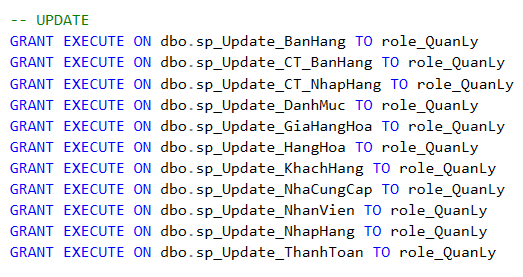 -- UPDATE
GRANT EXECUTE ON dbo.sp_Update_BanHang TO role_QuanLy
GRANT EXECUTE ON dbo.sp_Update_CT_BanHang TO role_QuanLy
GRANT EXECUTE ON dbo.sp_Update_CT_NhapHang TO role_QuanLy
GRANT EXECUTE ON dbo.sp_Update_DanhMuc TO role_QuanLy
GRANT EXECUTE ON dbo.sp_Update_GiaHangHoa TO role_QuanLy
GRANT EXECUTE ON dbo.sp_Update_HangHoa TO role_QuanLy
GRANT EXECUTE ON dbo.sp_Update_KhachHang TO role_QuanLy
GRANT EXECUTE ON dbo.sp_Update_NhaCungCap TO role_QuanLy
GRANT EXECUTE ON dbo.sp_Update_NhanVien TO role_QuanLy
GRANT EXECUTE ON dbo.sp_Update_NhapHang TO role_QuanLy
GRANT EXECUTE ON dbo.sp_Update_ThanhToan TO role_QuanLy